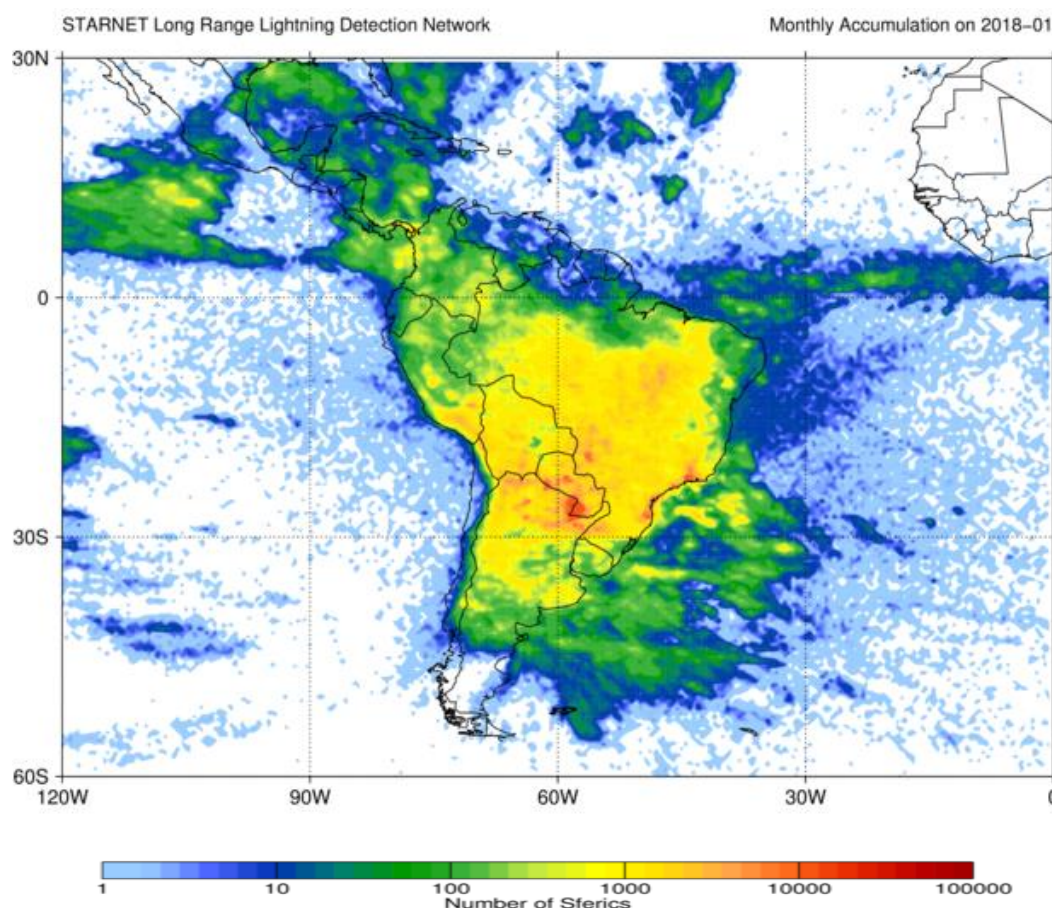 STARNET Long Range Lightning Detection Network
Monthly Accumulation on 2018-01
30N
0
30S
60S
120W 90W 60W 30W 0
1 10 100 1000 10000 100000
Number of Sferics